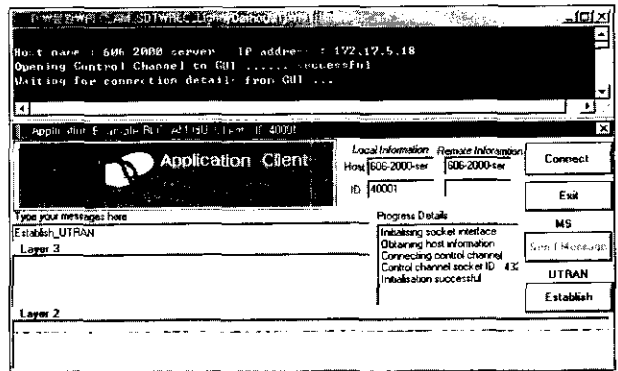 Host name : 606-2000-server IP address : 172.17.5.18
Opening Control Channel to GUI ...... successful
Waiting for connection details from GUI ...
Application Client
Local Information Remote Information
Host 606-2000-ser 606-2000-ser Connect
ID 40001
Exit
Type your messages here Progress Details MS
Establish_UTRAN
Initialising socket interface
Layer 3 Obtaining host information
Connecting control channel Send Message
Control channel socket ID 432
Initialisation successful UTRAN
Establish
Layer 2